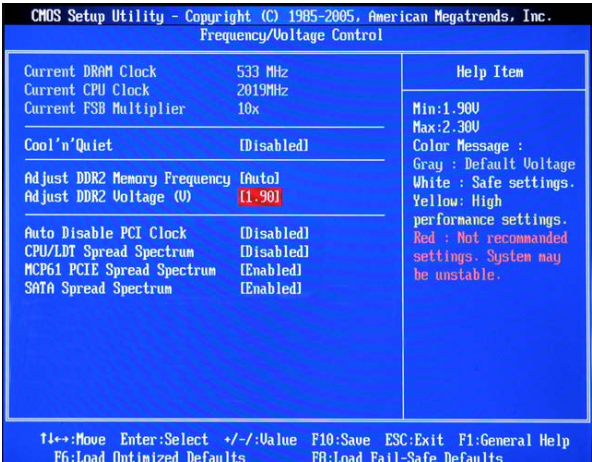 CMOS Setup Utility - Copyright (C) 1985-2005, American Megatrends, Inc.
Frequency/Voltage Control
Current DRAM Clock 533 MHz
Current CPU Clock 2019MHz
Current FSB Multiplier 10x
Cool'n'Quiet [Disabled]
Adjust DDR2 Memory Frequency [Auto]
Adjust DDR2 Voltage (V) [1.90]
Auto Disable PCI Clock [Disabled]
CPU/LDT Spread Spectrum [Disabled]
MCP61 PCIE Spread Spectrum [Enabled]
SATA Spread Spectrum [Enabled]
Help Item
Min:1.90V
Max:2.30V
Color Message :
Gray : Default Voltage
White : Safe settings.
Yellow: High
performance settings.
Red : Not recommanded
settings. System may
be unstable.
↑↓←→:Move Enter:Select +/-/:Value F10:Save ESC:Exit F1:General Help
F6:Load Optimized Defaults F8:Load Fail-Safe Defaults